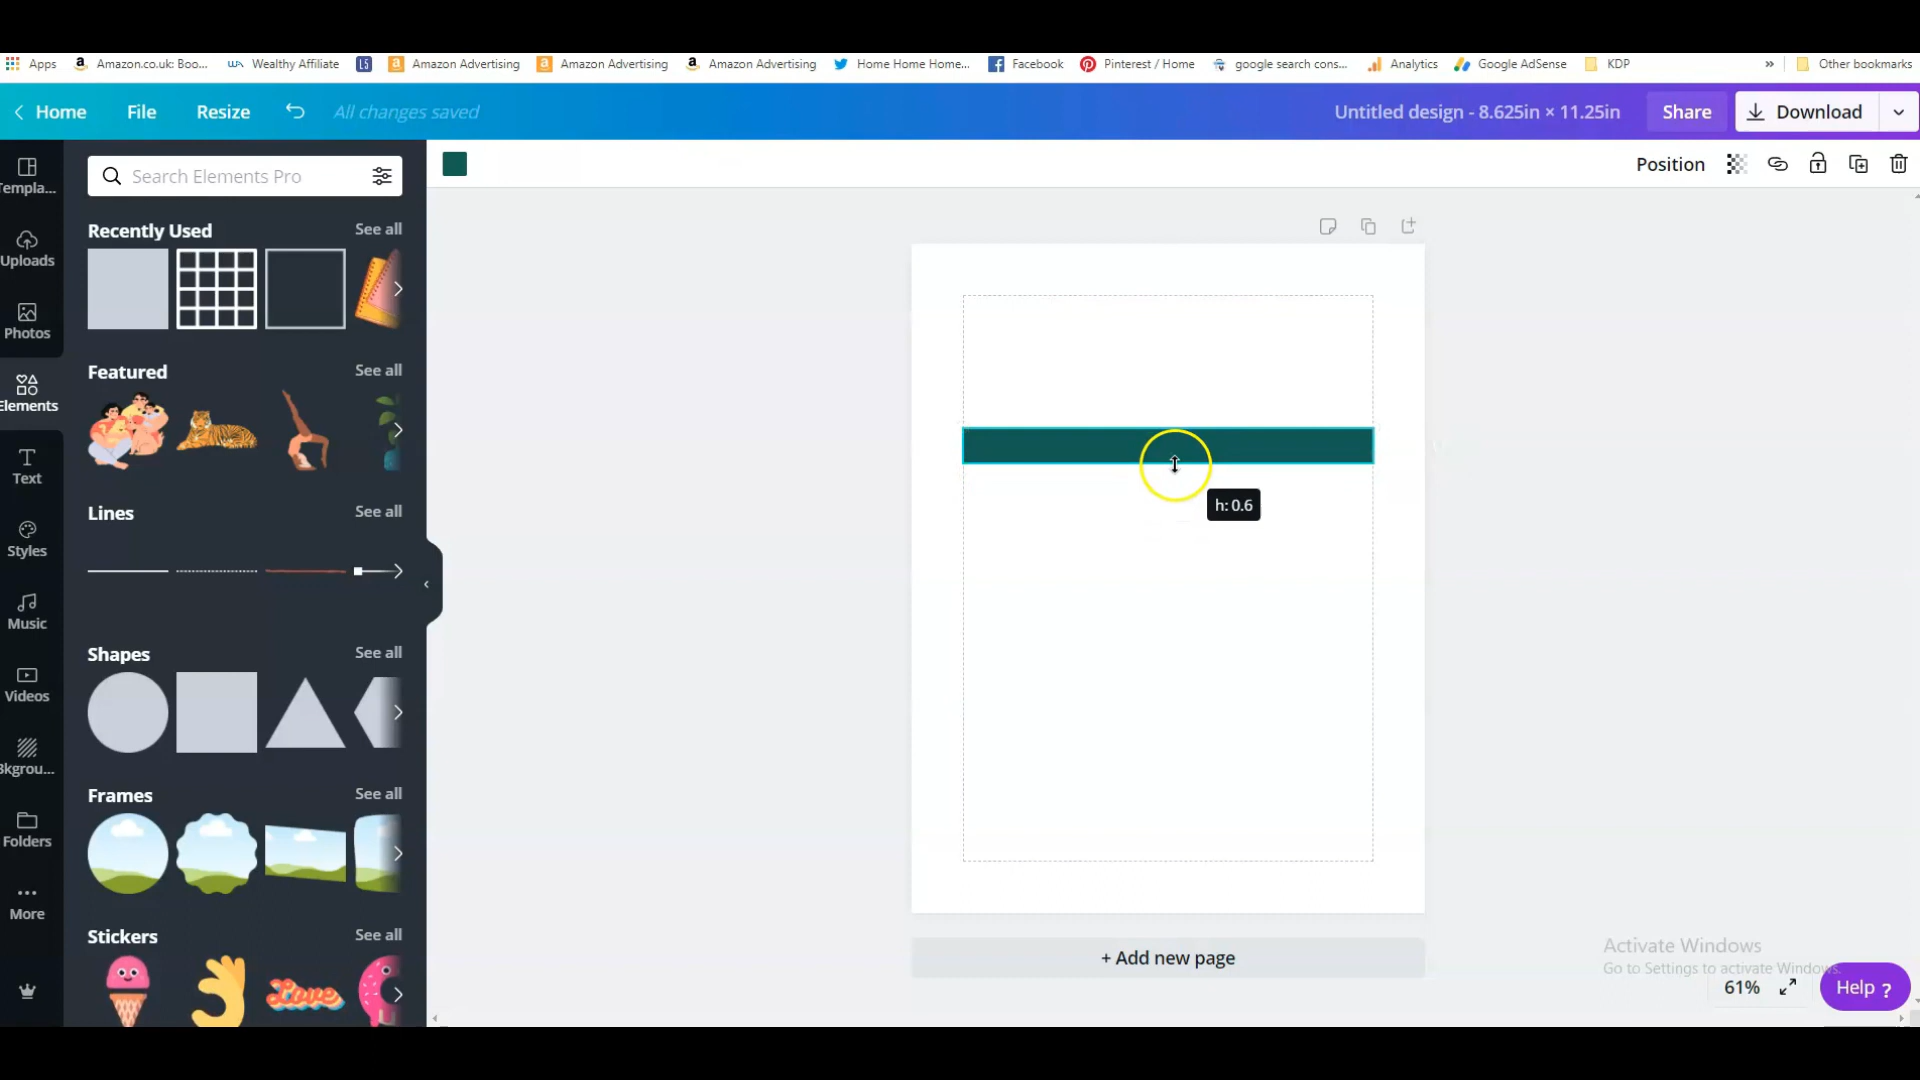 Apps Amazon.co.uk: Boo... Wealthy Affiliate Amazon Advertising Amazon Advertising Amazon Advertising Home Home Home... Facebook Pinterest / Home google search cons... Analytics Google AdSense KDP » Other bookmarks
Home File Resize All changes saved Untitled design - 8.625in × 11.25in Share Download
Position
Templa...
Uploads
Photos
Elements
Text
Styles
Music
Videos
Bkgrou...
Folders
More
Search Elements Pro
Recently Used See all
Featured See all
Lines See all
Shapes See all
Frames See all
Stickers See all
Love
h: 0.6
+ Add new page
Activate Windows
Go to Settings to activate Windows.
61% Help ?